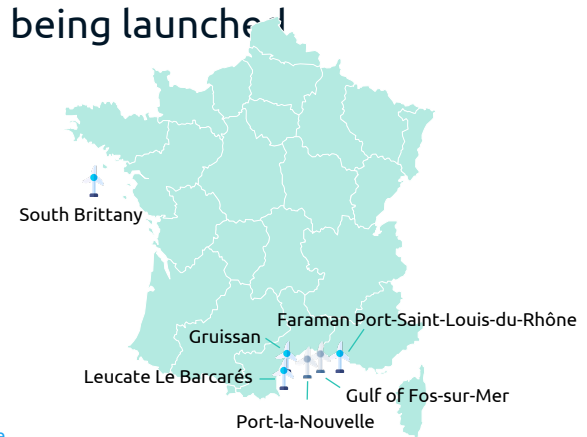 being launched
South Brittany
Faraman Port-Saint-Louis-du-Rhône
Gruissan
Leucate Le Barcarés
Gulf of Fos-sur-Mer
Port-la-Nouvelle
e